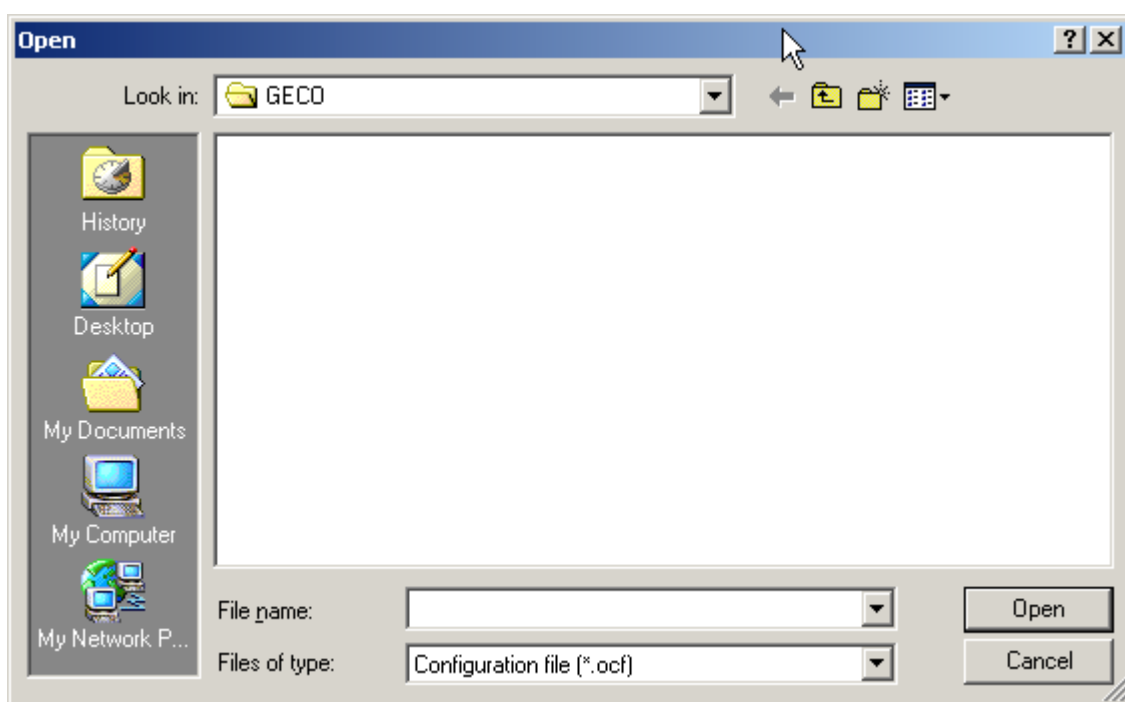 Open
Look in: GECO
History
Desktop
My Documents
My Computer
My Network P...
File name:
Open
Files of type: Configuration file (*.ocf)
Cancel